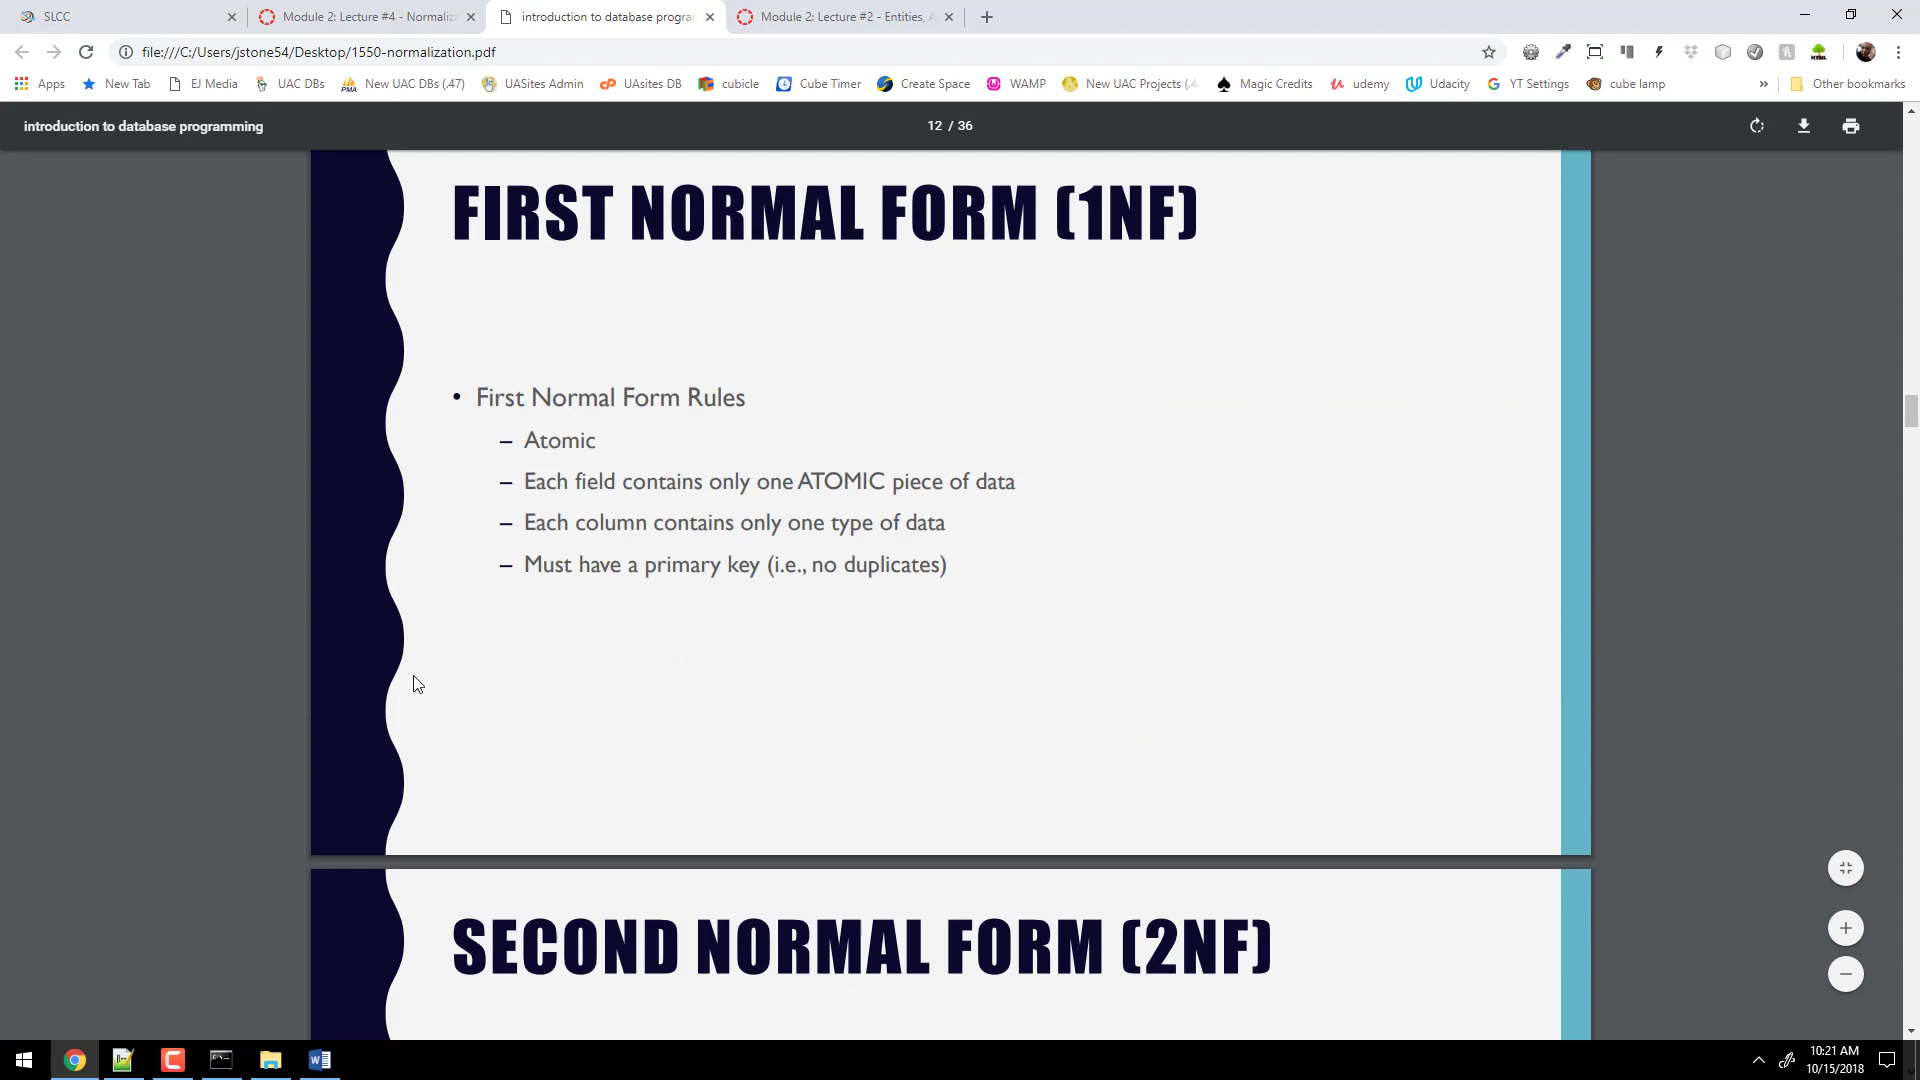 SLCC
Module 2: Lecture #4 - Normaliz
introduction to database progra
Module 2: Lecture #2 - Entities, A
file:///C:/Users/jstone54/Desktop/1550-normalization.pdf
Apps
New Tab
EJ Media
UAC DBs
New UAC DBs (.47)
UASites Admin
UAsites DB
cubicle
Cube Timer
Create Space
WAMP
New UAC Projects (.4
Magic Credits
udemy
Udacity
YT Settings
cube lamp
»
Other bookmarks
introduction to database programming
12 / 36
FIRST NORMAL FORM (1NF)
• First Normal Form Rules
– Atomic
– Each field contains only one ATOMIC piece of data
– Each column contains only one type of data
– Must have a primary key (i.e., no duplicates)
SECOND NORMAL FORM (2NF)
10:21 AM
10/15/2018